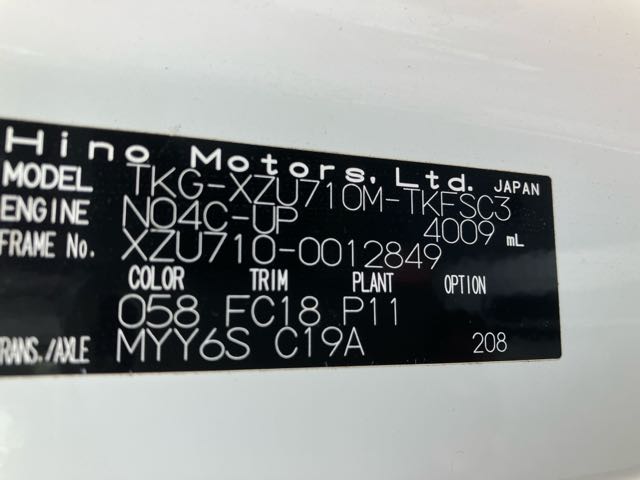 Hino Motors, Ltd. JAPAN
MODEL TKG-XZU710M-TKFSC3
ENGINE N04C-UP 4009 mL
FRAME No. XZU710-0012849
COLOR TRIM PLANT OPTION
058 FC18 P11
TRANS./AXLE MYY6S C19A 208